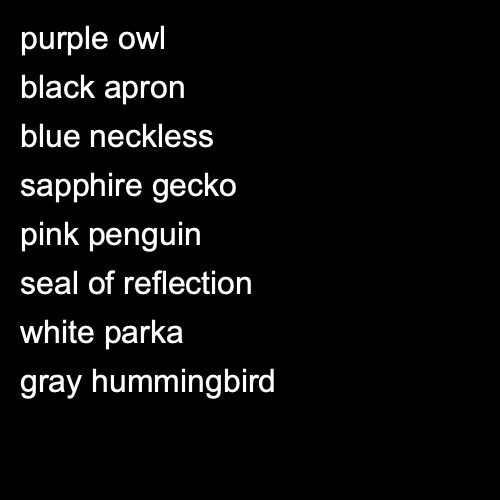 purple owl
black apron
blue neckless
sapphire gecko
pink penguin
seal of reflection
white parka
gray hummingbird